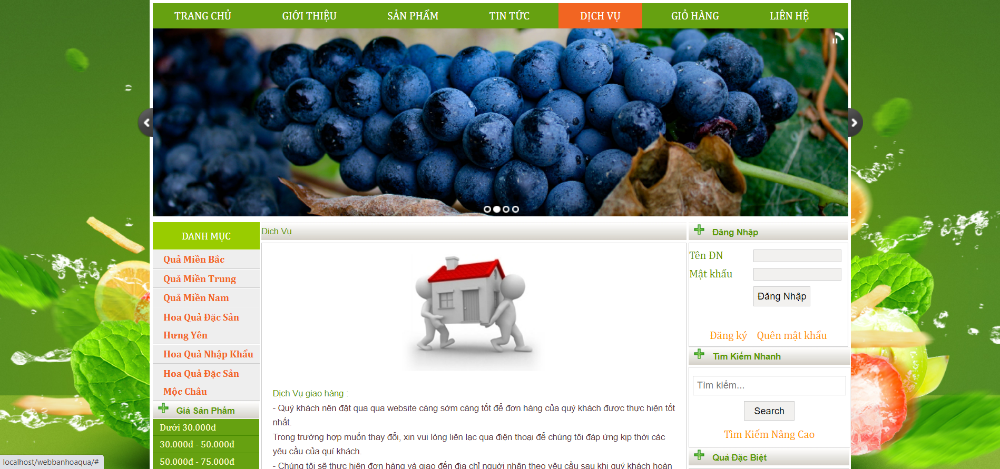 TRANG CHỦ
GIỚI THIỆU
SẢN PHẨM
TIN TỨC
DỊCH VỤ
GIỎ HÀNG
LIÊN HỆ
DANH MỤC
Quả Miền Bắc
Quả Miền Trung
Quả Miền Nam
Hoa Quả Đặc Sản
Hưng Yên
Hoa Quả Nhập Khẩu
Hoa Quả Đặc Sản
Mộc Châu
Giá Sản Phẩm
Dưới 30.000đ
30.000đ - 50.000đ
50.000đ - 75.000đ
Dịch Vụ
Dịch Vụ giao hàng :
- Quý khách nên đặt qua qua website càng sớm càng tốt để đơn hàng của quý khách được thực hiện tốt
nhất.
Trong trường hợp muốn thay đổi, xin vui lòng liên lạc qua điện thoại để chúng tôi đáp ứng kịp thời các
yêu cầu của quí khách.
- Chúng tôi sẽ thực hiện đơn hàng và giao đến địa chỉ người nhận theo yêu cầu sau khi quý khách hoàn
Đăng Nhập
Tên ĐN
Mật khẩu
Đăng Nhập
Đăng ký Quên mật khẩu
Tìm Kiếm Nhanh
Tìm kiếm...
Search
Tìm Kiếm Nâng Cao
Quả Đặc Biệt
localhost/webbanhoaqua/#